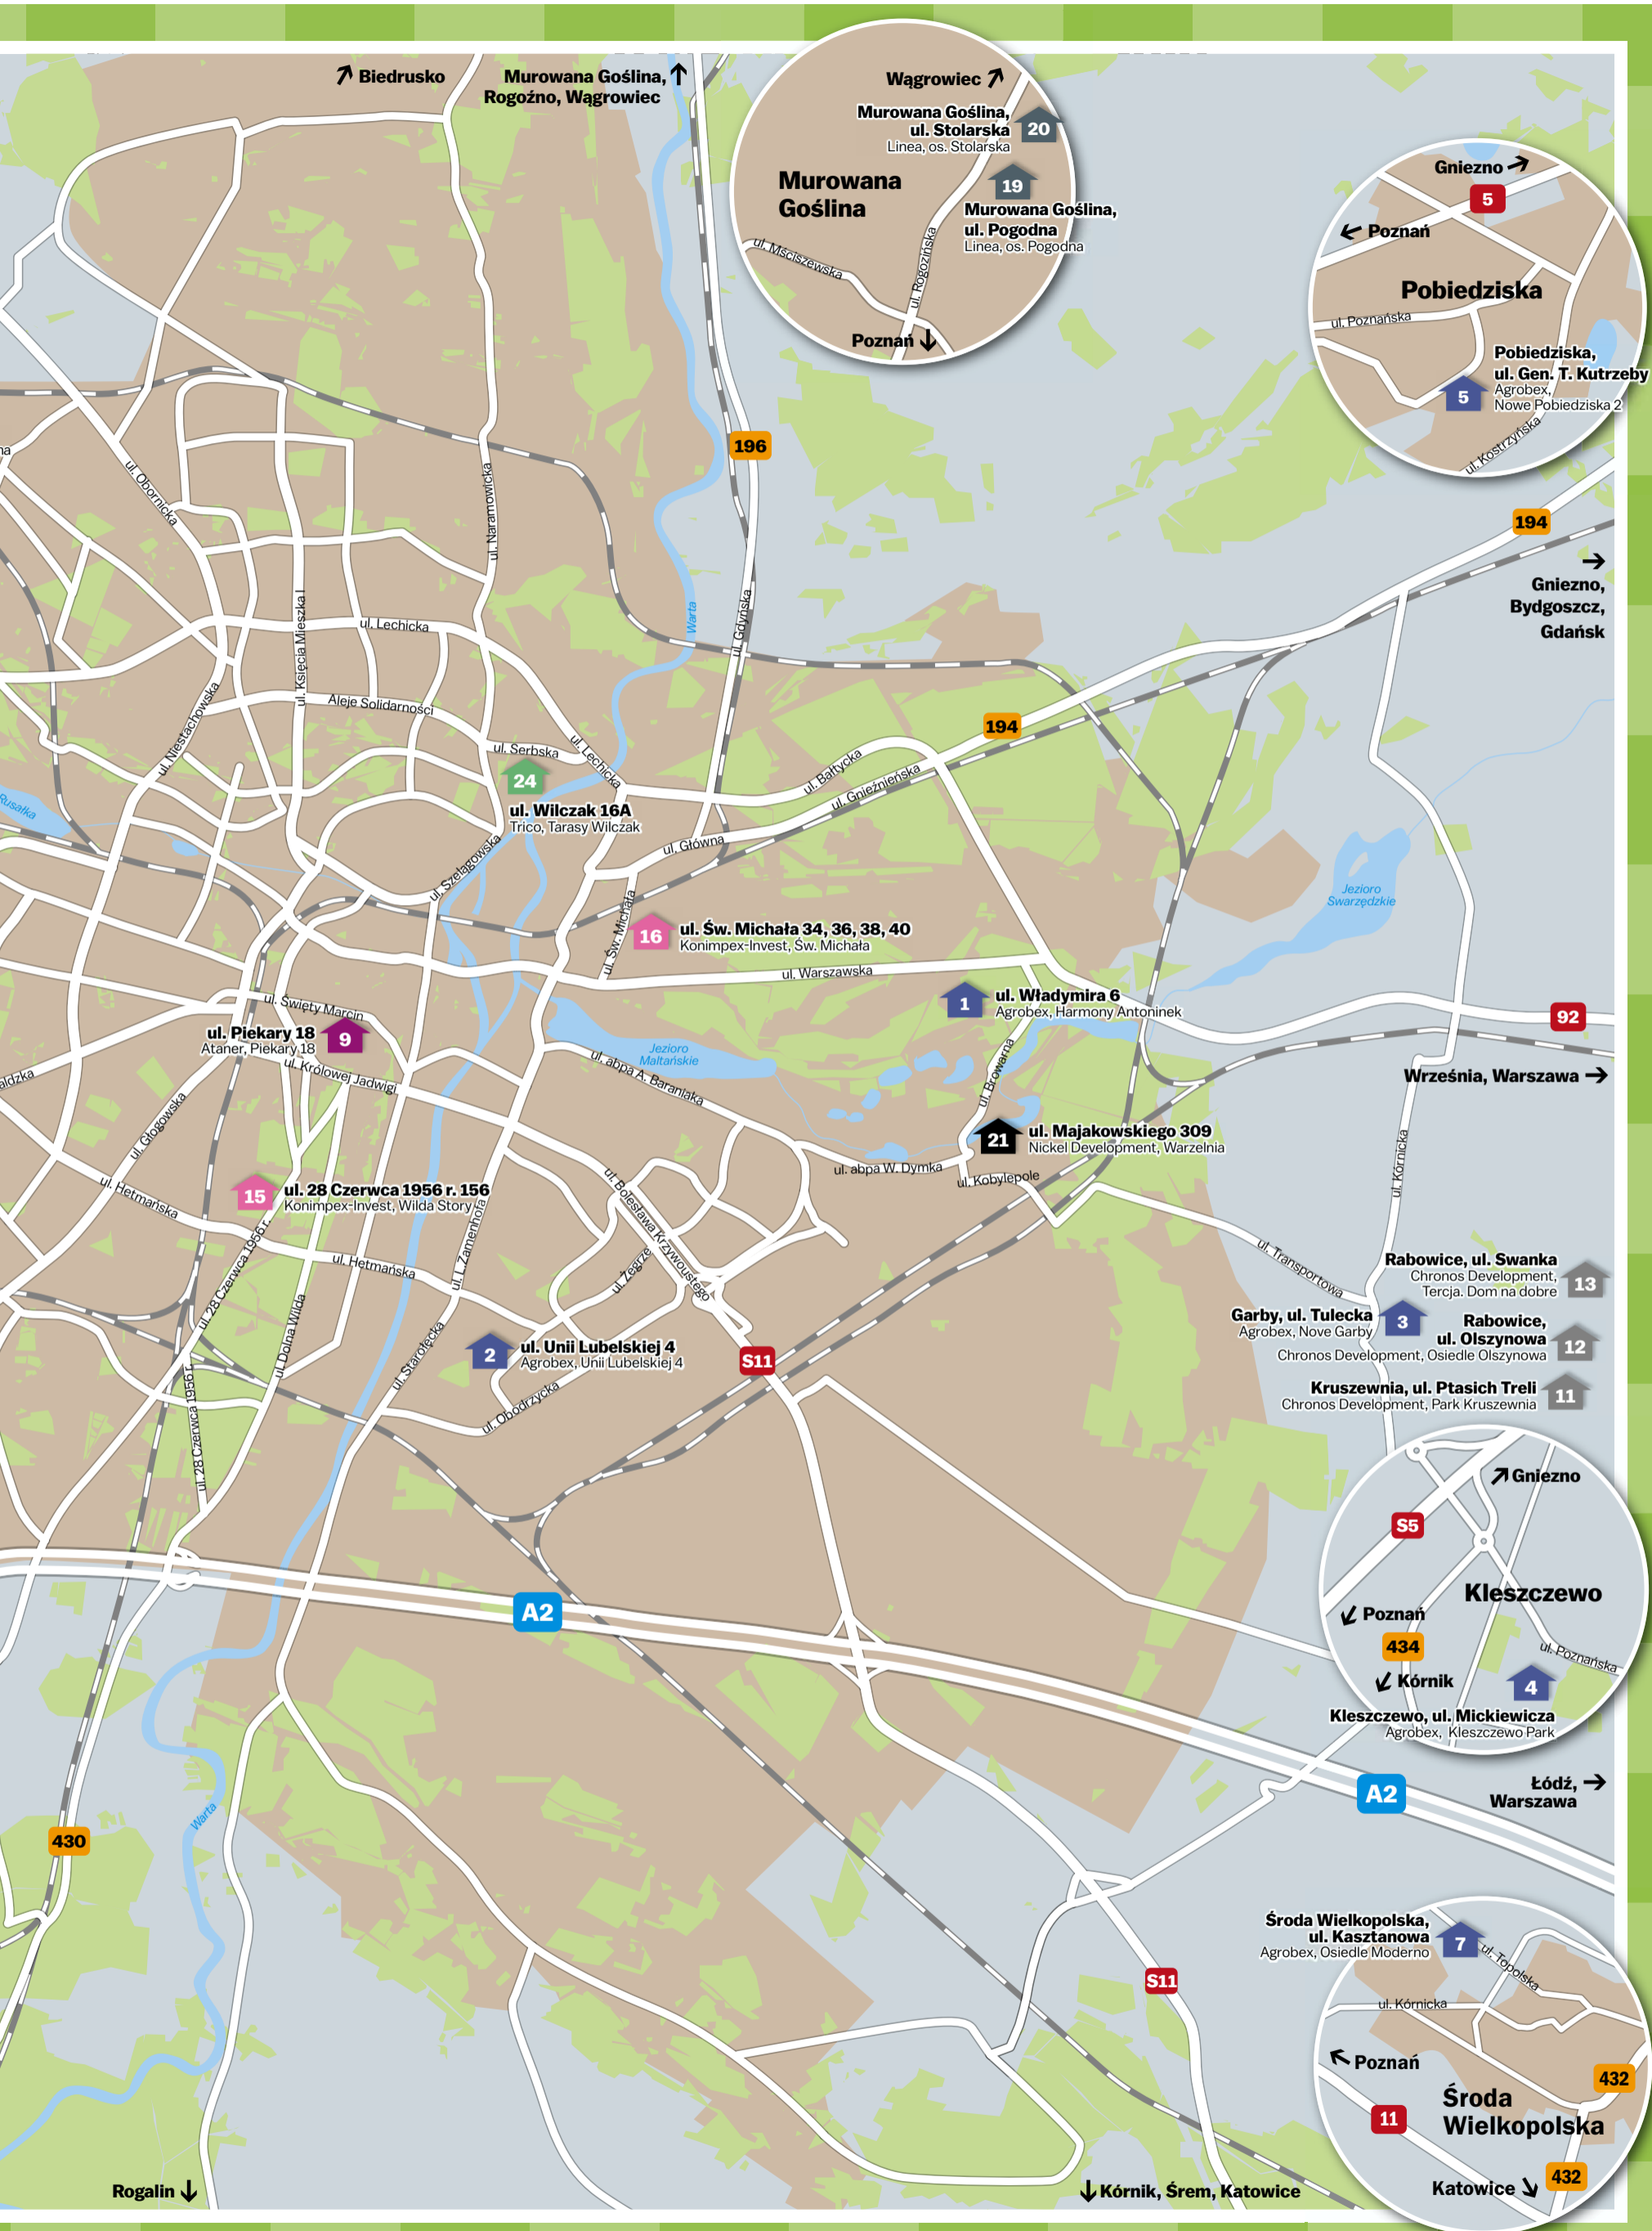 Biedrusko
Murowana Goślina,
Rogoźno, Wągrowiec
Wągrowiec
Murowana Goślina,
ul. Stolarska
Linea, os. Stolarska
20
19
Murowana
Goślina
Murowana Goślina,
ul. Pogodna
Linea, os. Pogodna
ul. Mściszewska
ul. Rogozińska
Poznań
Gniezno
5
Poznań
Pobiedziska
ul. Poznańska
Pobiedziska,
ul. Gen. T. Kutrzeby
Agrobex,
Nowe Pobiedziska 2
5
ul. Kostrzyńska
196
194
Gniezno,
Bydgoszcz,
Gdańsk
ul. Obornicka
ul. Naramowicka
Warta
ul. Gdyńska
ul. Księcia Mieszka I
ul. Lechicka
Aleje Solidarności
ul. Niestachowska
ul. Serbska
ul. Lechicka
194
ul. Bałtycka
ul. Gnieźnieńska
24
ul. Wilczak 16A
Trico, Tarasy Wilczak
Rusałka
ul. Główna
ul. Szelągowska
Jezioro
Swarzędzkie
ul. Św. Michała
16
ul. Św. Michała 34, 36, 38, 40
Konimpex-Invest, Św. Michała
ul. Warszawska
1
ul. Władymira 6
Agrobex, Harmony Antoninek
92
ul. Święty Marcin
ul. Piekary 18
Ataner, Piekary 18
9
ul. Królowej Jadwigi
Jezioro
Maltańskie
ul. abpa A. Baraniaka
ul. Browarna
Września, Warszawa
ul. Głogowska
21
ul. Majakowskiego 309
Nickel Development, Warzelnia
ul. abpa W. Dymka
ul. Kobylepole
ul. Kórnicka
ul. Hetmańska
15
ul. 28 Czerwca 1956 r. 156
Konimpex-Invest, Wilda Story
ul. Bolesława Krzywoustego
ul. L. Zamenhofa
ul. 28 Czerwca 1956 r.
ul. Hetmańska
ul. Żegrze
ul. Transportowa
Rabowice, ul. Swanka
Chronos Development,
Tercja. Dom na dobre
13
Garby, ul. Tulecka
Agrobex, Nove Garby
3
Rabowice,
ul. Olszynowa
Chronos Development, Osiedle Olszynowa
12
ul. Dolna Wilda
ul. Starołęcka
2
ul. Unii Lubelskiej 4
Agrobex, Unii Lubelskiej 4
S11
Kruszewnia, ul. Ptasich Treli
Chronos Development, Park Kruszewnia
11
ul. Obodrzycka
ul. 28 Czerwca 1956 r.
Gniezno
S5
Kleszczewo
Poznań
434
Kórnik
ul. Poznańska
4
Kleszczewo, ul. Mickiewicza
Agrobex, Kleszczewo Park
A2
A2
Łódź,
Warszawa
Warta
430
Środa Wielkopolska,
ul. Kasztanowa
Agrobex, Osiedle Moderno
7
ul. Topolska
ul. Kórnicka
S11
Poznań
432
11
Środa
Wielkopolska
Katowice
432
Rogalin
Kórnik, Śrem, Katowice